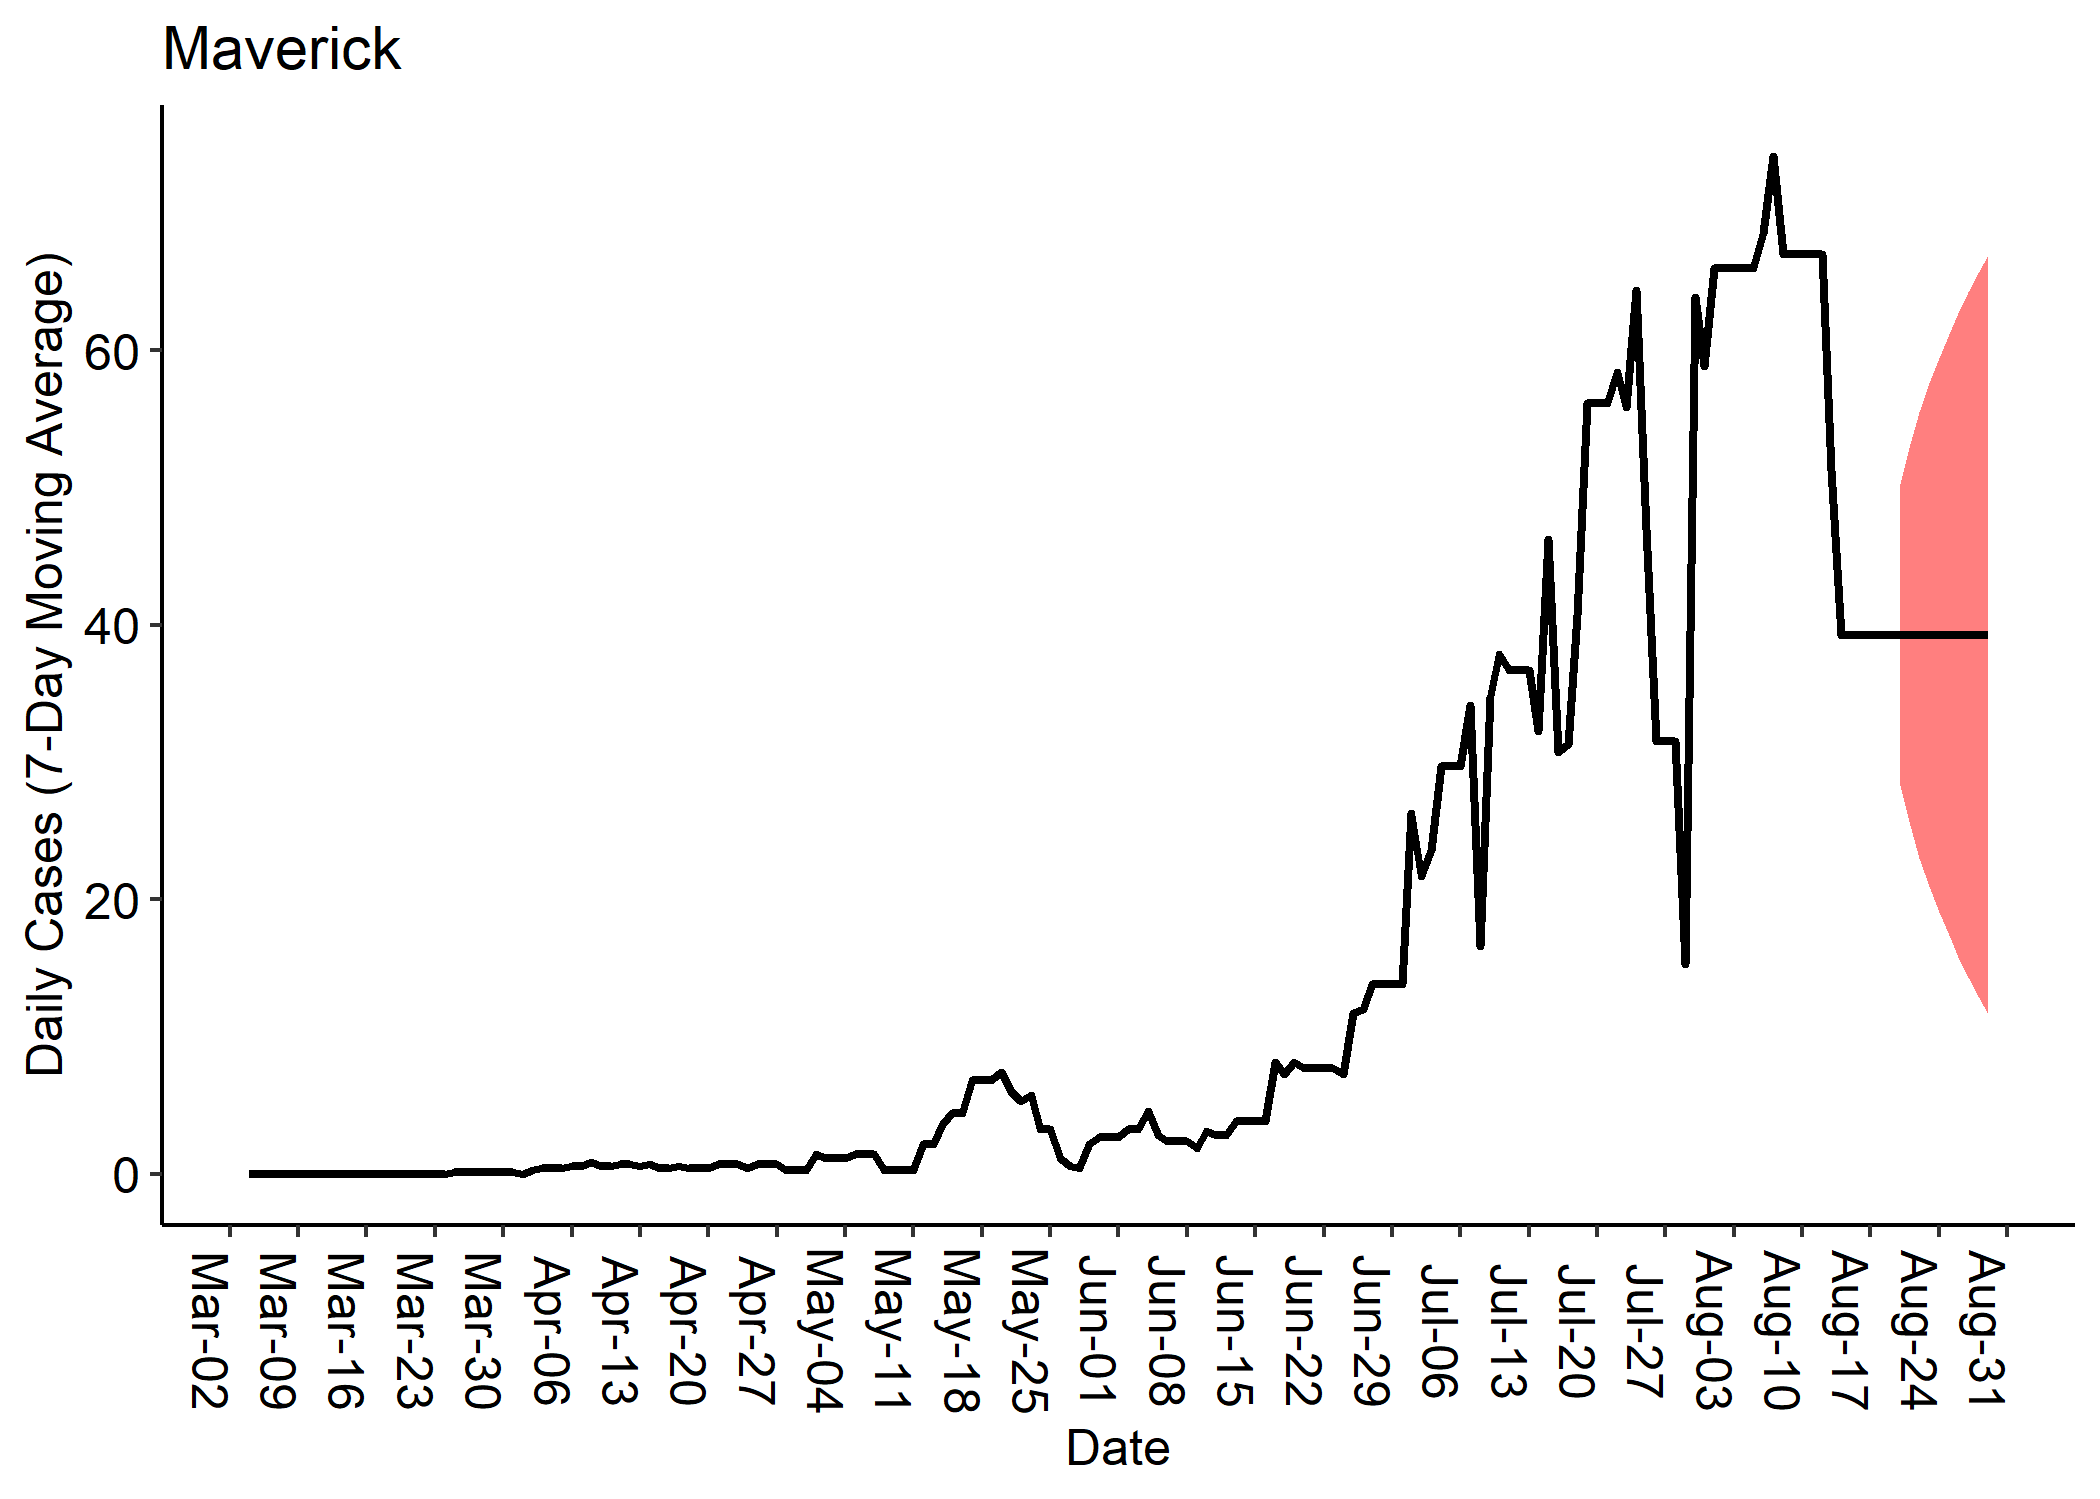 Maverick
Daily Cases (7-Day Moving Average)
60
40
20
0
Mar-02
Mar-09
Mar-16
Mar-23
Mar-30
Apr-06
Apr-13
Apr-20
Apr-27
May-04
May-11
May-18
May-25
Jun-01
Jun-08
Jun-15
Jun-22
Jun-29
Jul-06
Jul-13
Jul-20
Jul-27
Aug-03
Aug-10
Aug-17
Aug-24
Aug-31
Date